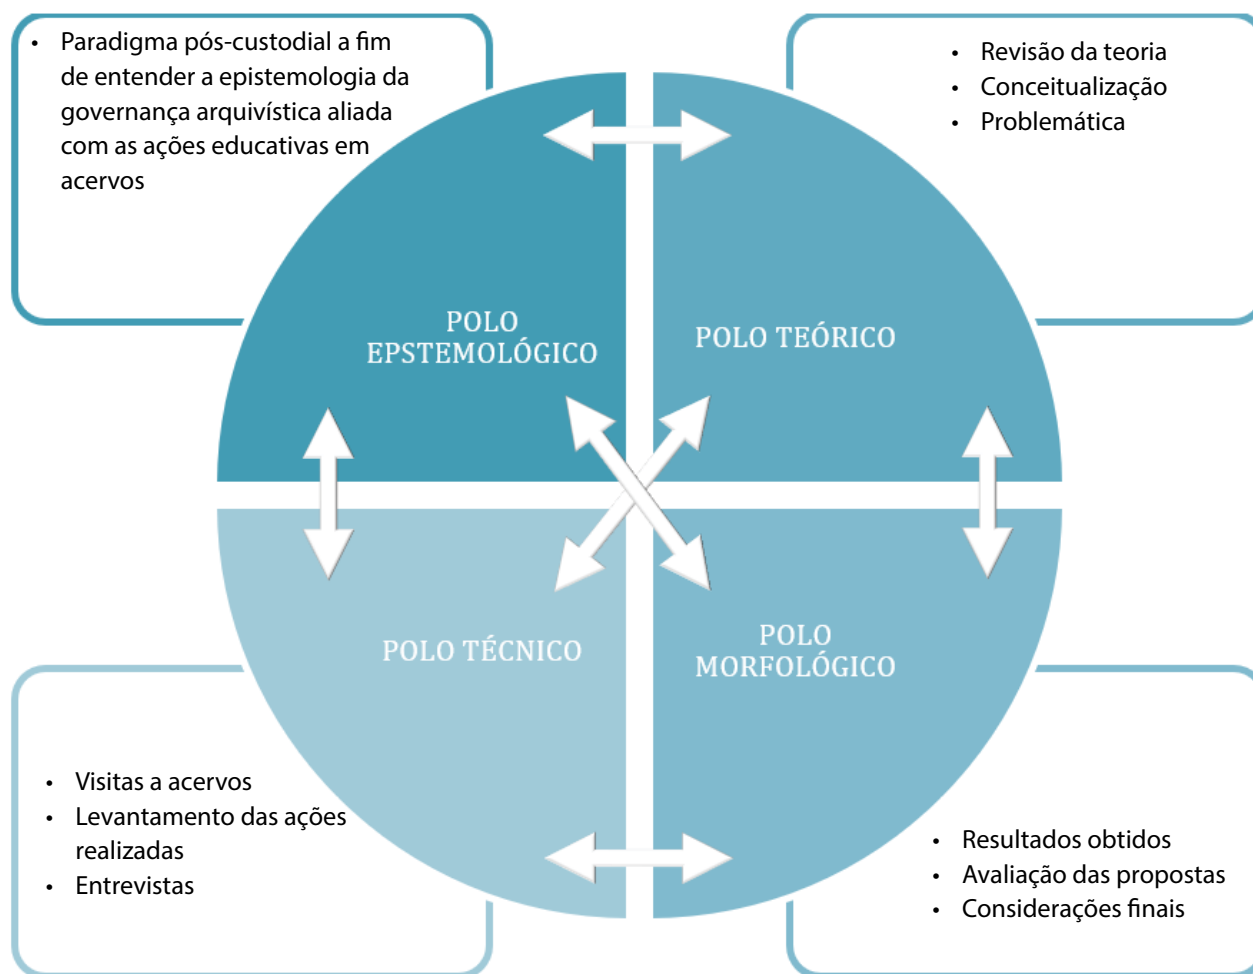 • Paradigma pós-custodial a fim
de entender a epistemologia da
governança arquivística aliada
com as ações educativas em
acervos
• Revisão da teoria
• Conceitualização
• Problemática
POLO
EPSTEMOLÓGICO
POLO TEÓRICO
POLO TÉCNICO
POLO
MORFOLÓGICO
• Visitas a acervos
• Levantamento das ações
realizadas
• Entrevistas
• Resultados obtidos
• Avaliação das propostas
• Considerações finais